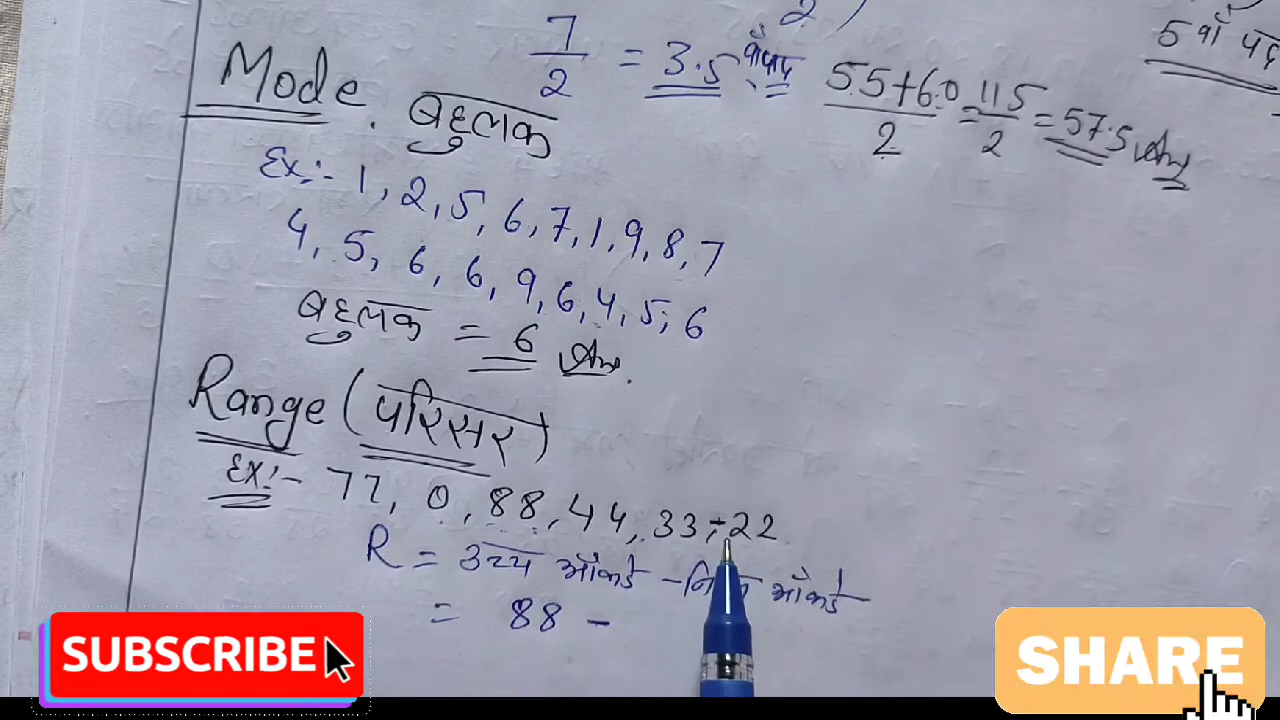 2)
7/2 = 3.5 वाँ पद
5 वाँ पद
55+60/2 = 115/2 = 57.5 Ans
Mode. बहुलक
Ex:- 1, 2, 5, 6, 7, 1, 9, 8, 7
4, 5, 6, 6, 9, 6, 4, 5, 6
बहुलक = 6 Ans.
Range (परिसर)
Ex:- 77, 0, 88, 44, 33, -22
R = उच्च आँकडे - आँकडे
= 88 -
SUBSCRIBE
SHARE